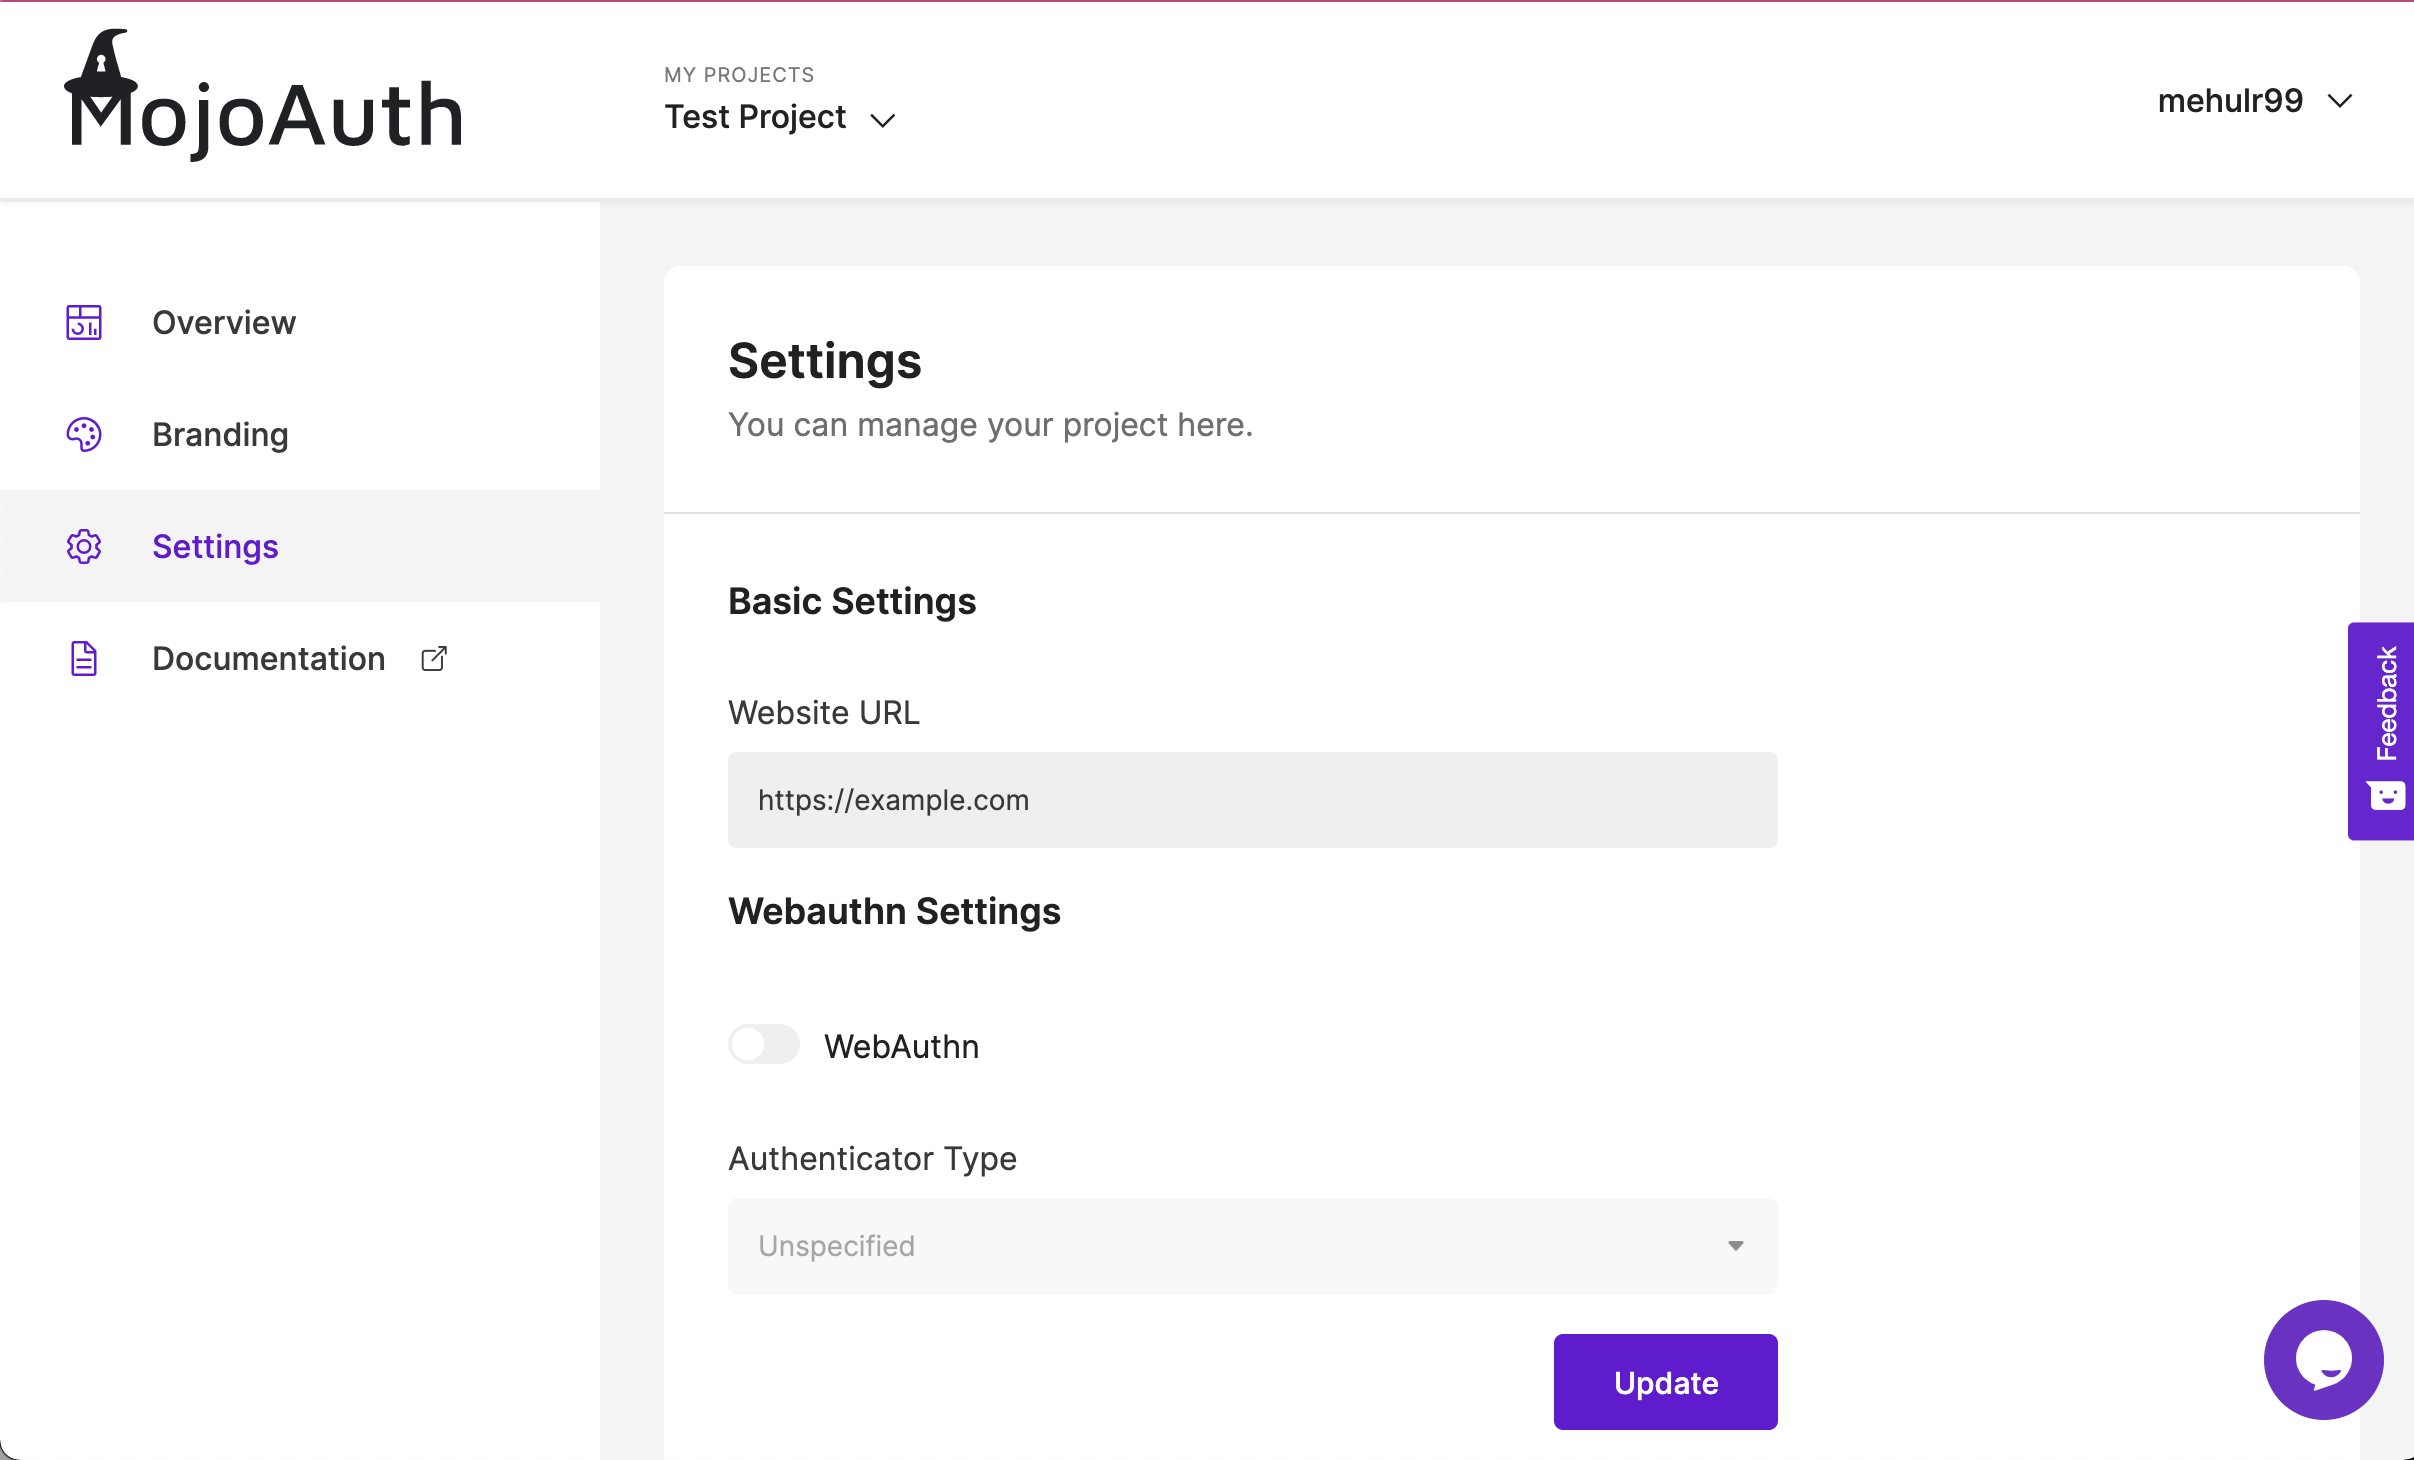 MojoAuth
MY PROJECTS
Test Project
mehulr99
Overview
Branding
Settings
Documentation
Settings
You can manage your project here.
Basic Settings
Website URL
https://example.com
Webauthn Settings
WebAuthn
Authenticator Type
Unspecified
Update
Feedback